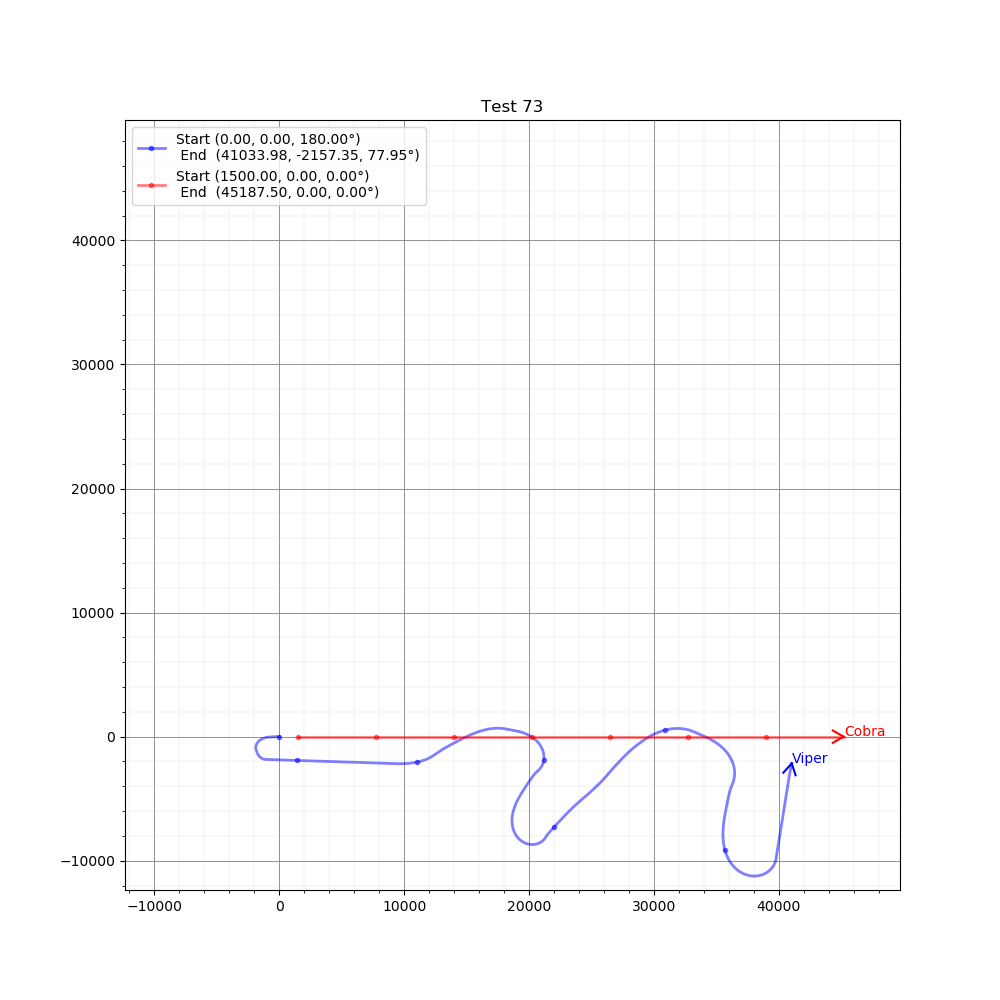 Test 73
Start (0.00, 0.00, 180.00°)
End  (41033.98, -2157.35, 77.95°)
Start (1500.00, 0.00, 0.00°)
End  (45187.50, 0.00, 0.00°)
40000
30000
20000
10000
0
−10000
Cobra
Viper
−10000
0
10000
20000
30000
40000